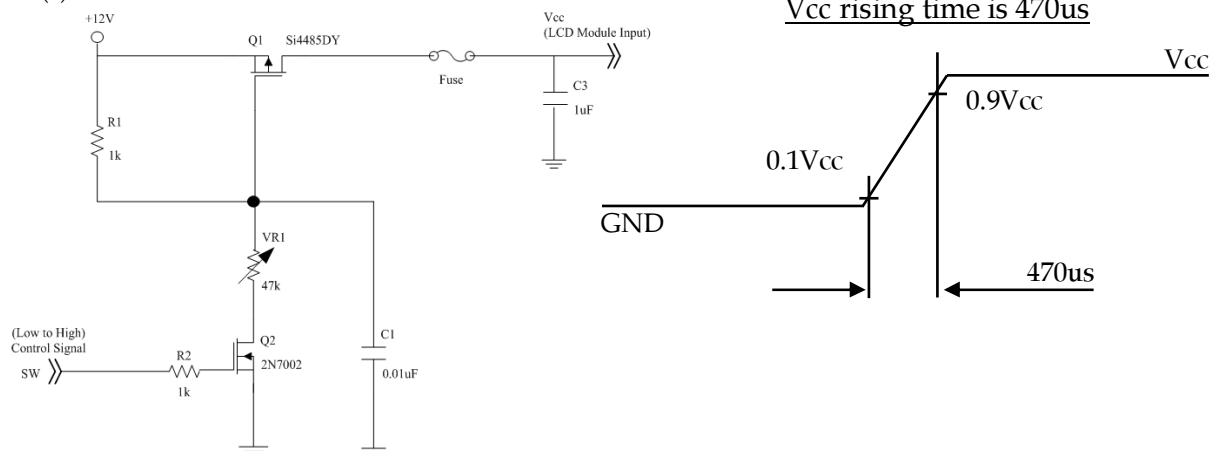 +12V
Q1
Si4485DY
Vcc
(LCD Module Input)
Fuse
C3
1uF
R1
1k
VR1
47k
(Low to High)
Control Signal
SW
R2
1k
Q2
2N7002
C1
0.01uF
Vcc rising time is 470us
Vcc
0.9Vcc
0.1Vcc
GND
470us